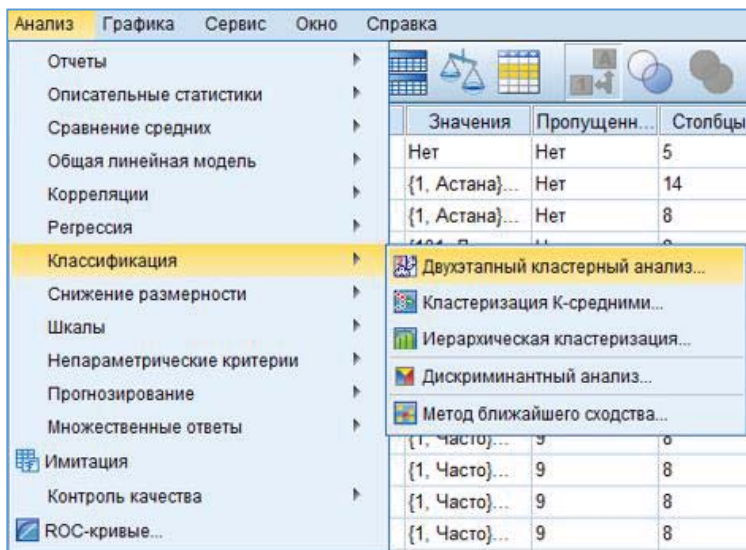 Анализ Графика Сервис Окно Справка
Отчеты
Описательные статистики
Сравнение средних
Общая линейная модель
Корреляции
Регрессия
Классификация
Снижение размерности
Шкалы
Непараметрические критерии
Прогнозирование
Множественные ответы
Имитация
Контроль качества
ROC-кривые...
Двухэтапный кластерный анализ...
Кластеризация К-средними...
Иерархическая кластеризация...
Дискриминантный анализ...
Метод ближайшего сходства...
Значения Пропущенн... Столбцы
Нет Нет 5
{1, Астана}... Нет 14
{1, Астана}... Нет 8
{1, Часто}... 9 8
{1, Часто}... 9 8
{1, Часто}... 9 8
{1, Часто}... 9 8